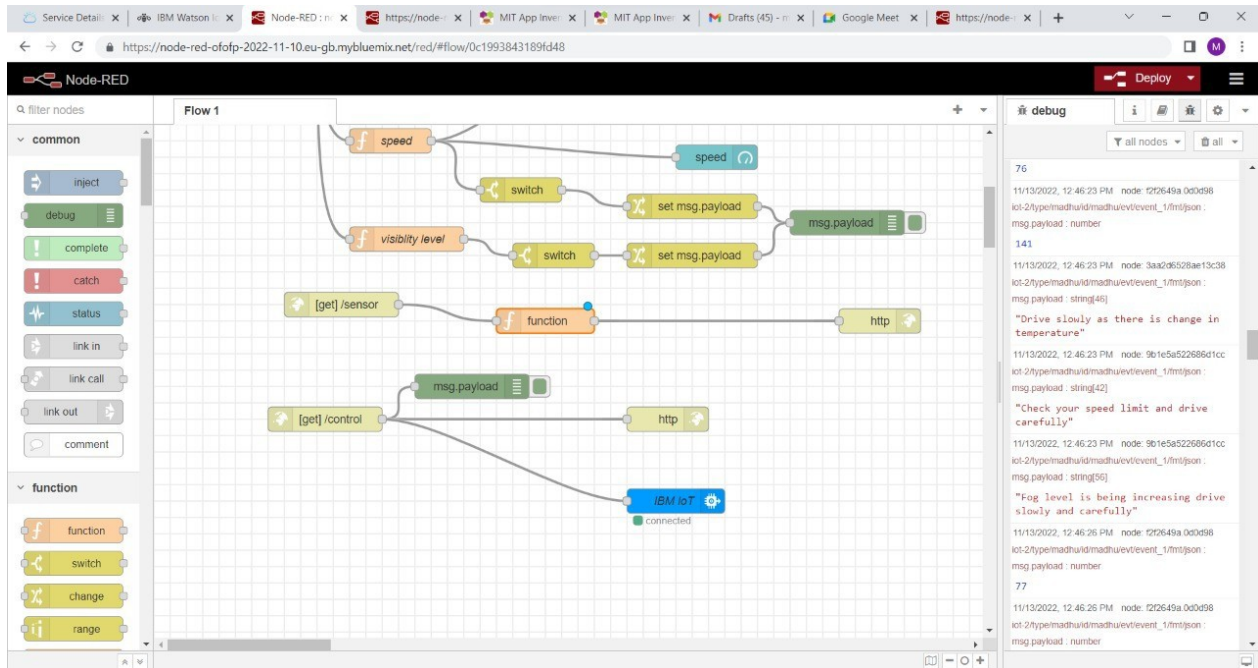 Service Details
IBM Watson Io
Node-RED : n
https://node-r
MIT App Inver
MIT App Inver
Drafts (45) - m
Google Meet
https://node-r
https://node-red-ofofp-2022-11-10.eu-gb.mybluemix.net/red/#flow/0c1993843189fd48
M
Node-RED
Deploy
filter nodes
common
inject
debug
complete
catch
status
link in
link call
link out
comment
function
function
switch
change
range
Flow 1
speed
speed
switch
set msg.payload
msg.payload
visiblity level
switch
set msg.payload
[get] /sensor
function
http
msg.payload
[get] /control
http
IBM IoT
connected
debug
all nodes
all
76
11/13/2022, 12:46:23 PM node: f2f2649a.0d0d98
iot-2/type/madhu/id/madhu/evt/event_1/fmt/json :
msg.payload : number
141
11/13/2022, 12:46:23 PM node: 3aa2d6528ae13c38
iot-2/type/madhu/id/madhu/evt/event_1/fmt/json :
msg.payload : string[46]
"Drive slowly as there is change in
temperature"
11/13/2022, 12:46:23 PM node: 9b1e5a522686d1cc
iot-2/type/madhu/id/madhu/evt/event_1/fmt/json :
msg.payload : string[42]
"Check your speed limit and drive
carefully"
11/13/2022, 12:46:23 PM node: 9b1e5a522686d1cc
iot-2/type/madhu/id/madhu/evt/event_1/fmt/json :
msg.payload : string[56]
"Fog level is being increasing drive
slowly and carefully"
11/13/2022, 12:46:26 PM node: f2f2649a.0d0d98
iot-2/type/madhu/id/madhu/evt/event_1/fmt/json :
msg.payload : number
77
11/13/2022, 12:46:26 PM node: f2f2649a.0d0d98
iot-2/type/madhu/id/madhu/evt/event_1/fmt/json :
msg.payload : number